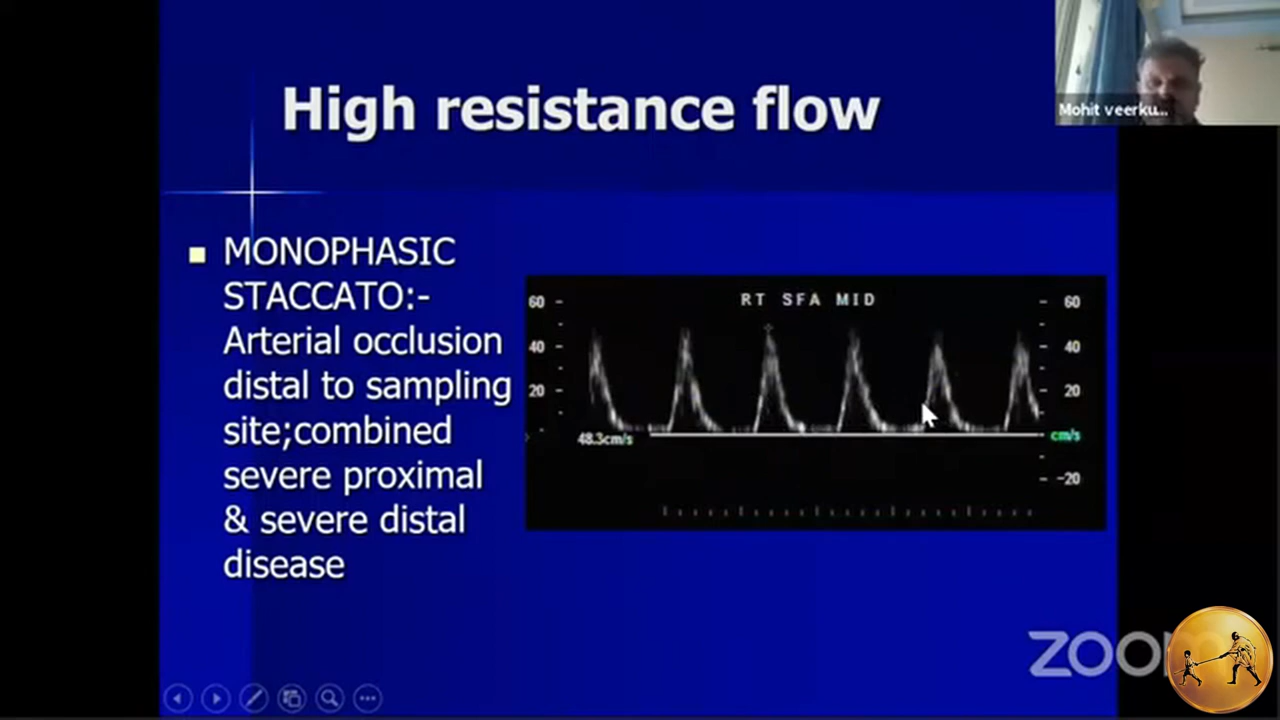 High resistance flow
Mohit veerku...
MONOPHASIC
STACCATO:-
Arterial occlusion
distal to sampling
site;combined
severe proximal
& severe distal
disease
RT SFA MID
60 60
40 40
20 20
48.3cm/s cm/s
-20